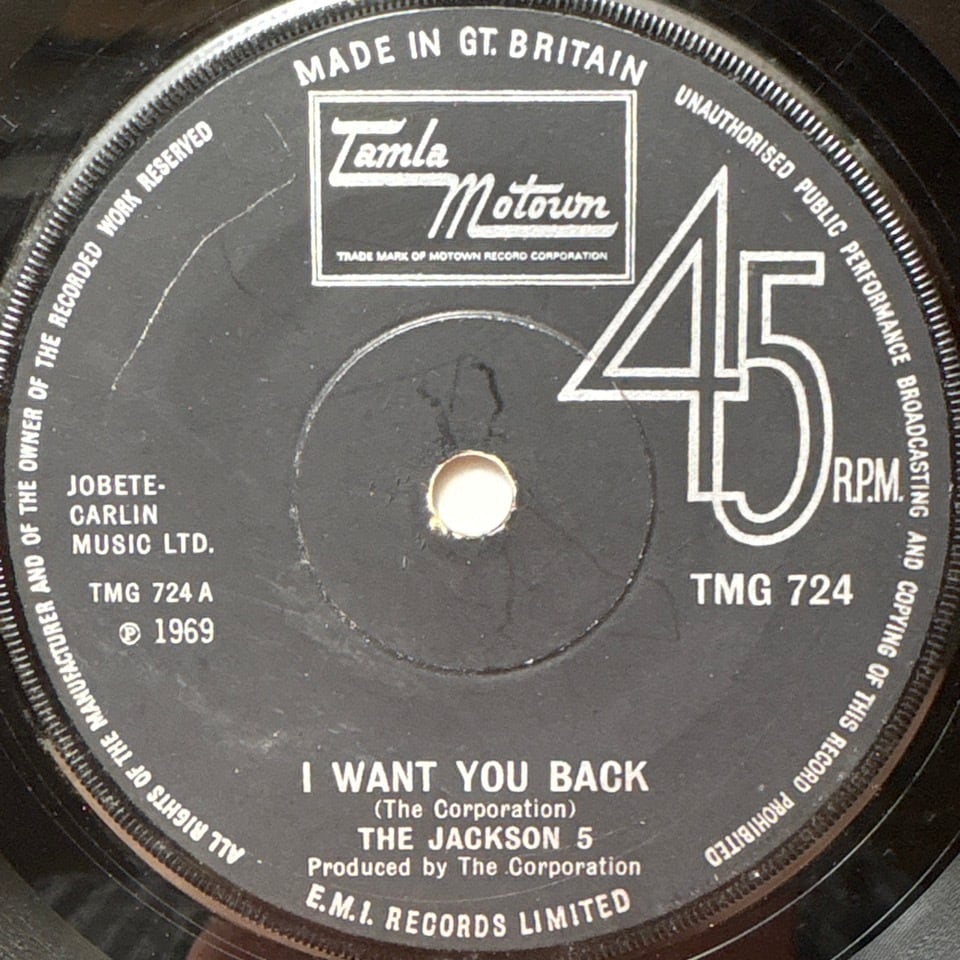 MADE IN GT. BRITAIN
Tamla
Motown
TRADE MARK OF MOTOWN RECORD CORPORATION
UNAUTHORISED PUBLIC PERFORMANCE BROADCASTING AND COPYING OF THIS RECORD PROHIBITED
45
R.P.M.
TMG 724
JOBETE-
CARLIN
MUSIC LTD.
TMG 724 A
℗ 1969
I WANT YOU BACK
(The Corporation)
THE JACKSON 5
Produced by The Corporation
E.M.I. RECORDS LIMITED
ALL RIGHTS OF THE MANUFACTURER AND OF THE OWNER OF THE RECORDED WORK RESERVED